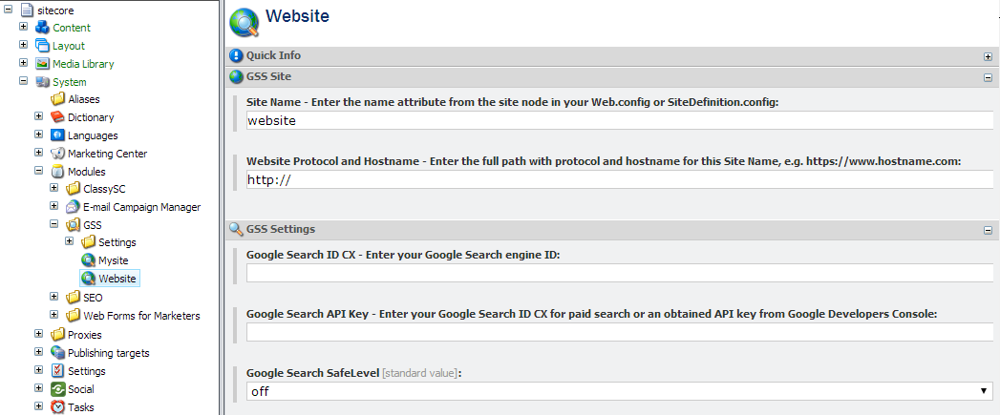 sitecore
Content
Layout
Media Library
System
Aliases
Dictionary
Languages
Marketing Center
Modules
ClassySC
E-mail Campaign Manager
GSS
Settings
Mysite
Website
SEO
Web Forms for Marketers
Proxies
Publishing targets
Settings
Social
Tasks
Website
Quick Info
GSS Site
Site Name - Enter the name attribute from the site node in your Web.config or SiteDefinition.config:
website
Website Protocol and Hostname - Enter the full path with protocol and hostname for this Site Name, e.g. https://www.hostname.com:
http://
GSS Settings
Google Search ID CX - Enter your Google Search engine ID:
Google Search API Key - Enter your Google Search ID CX for paid search or an obtained API key from Google Developers Console:
Google Search SafeLevel [standard value]:
off